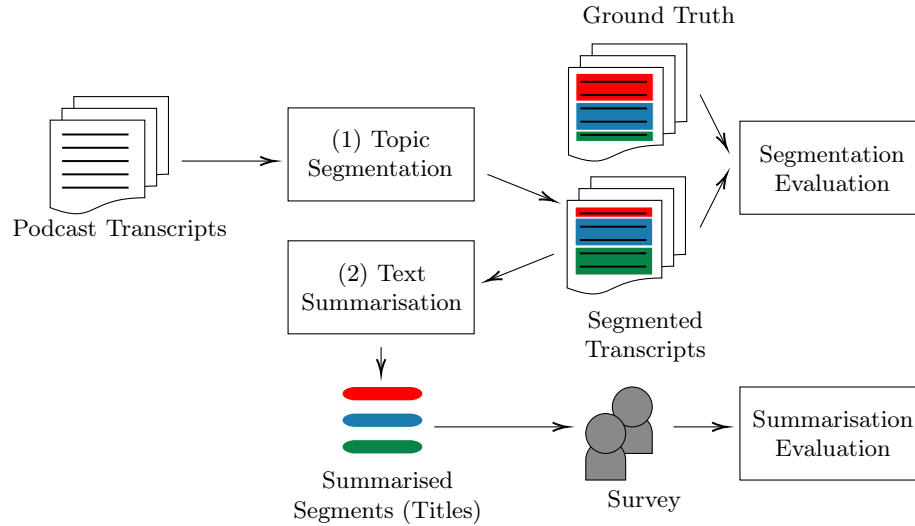 Ground Truth
(1) Topic
Segmentation
Segmentation
Evaluation
Podcast Transcripts
(2) Text
Summarisation
Segmented
Transcripts
Summarisation
Evaluation
Summarised
Segments (Titles)
Survey